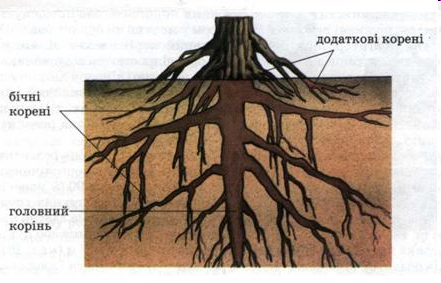 додаткові корені
бічні
корені
головний
корінь